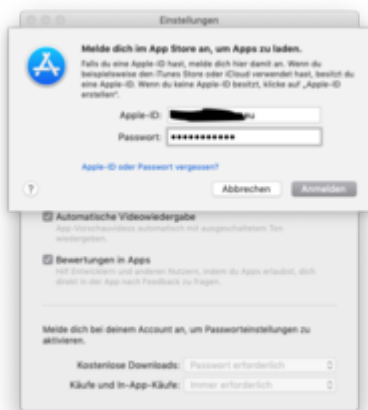 Einstellungen
Melde dich im App Store an, um Apps zu laden.
Falls du eine Apple-ID hast, melde dich hier damit an. Wenn du
beispielsweise den iTunes Store oder iCloud verwendet hast, besitzt du
eine Apple-ID. Wenn du keine Apple-ID besitzt, klicke auf „Apple-ID
erstellen“.
Apple-ID: eu
Passwort: •••••••••••
Apple-ID oder Passwort vergessen?
? Abbrechen Anmelden
Automatische Videowiedergabe
App-Vorschauvideos automatisch mit ausgeschaltetem Ton
wiedergeben.
Bewertungen in Apps
Hilf Entwicklern und anderen Nutzern, indem du Apps erlaubst, dich
direkt in der App nach Feedback zu fragen.
Melde dich bei deinem Account an, um Passworteinstellungen zu
aktivieren.
Kostenlose Downloads: Passwort erforderlich
Käufe und In-App-Käufe: Immer erforderlich